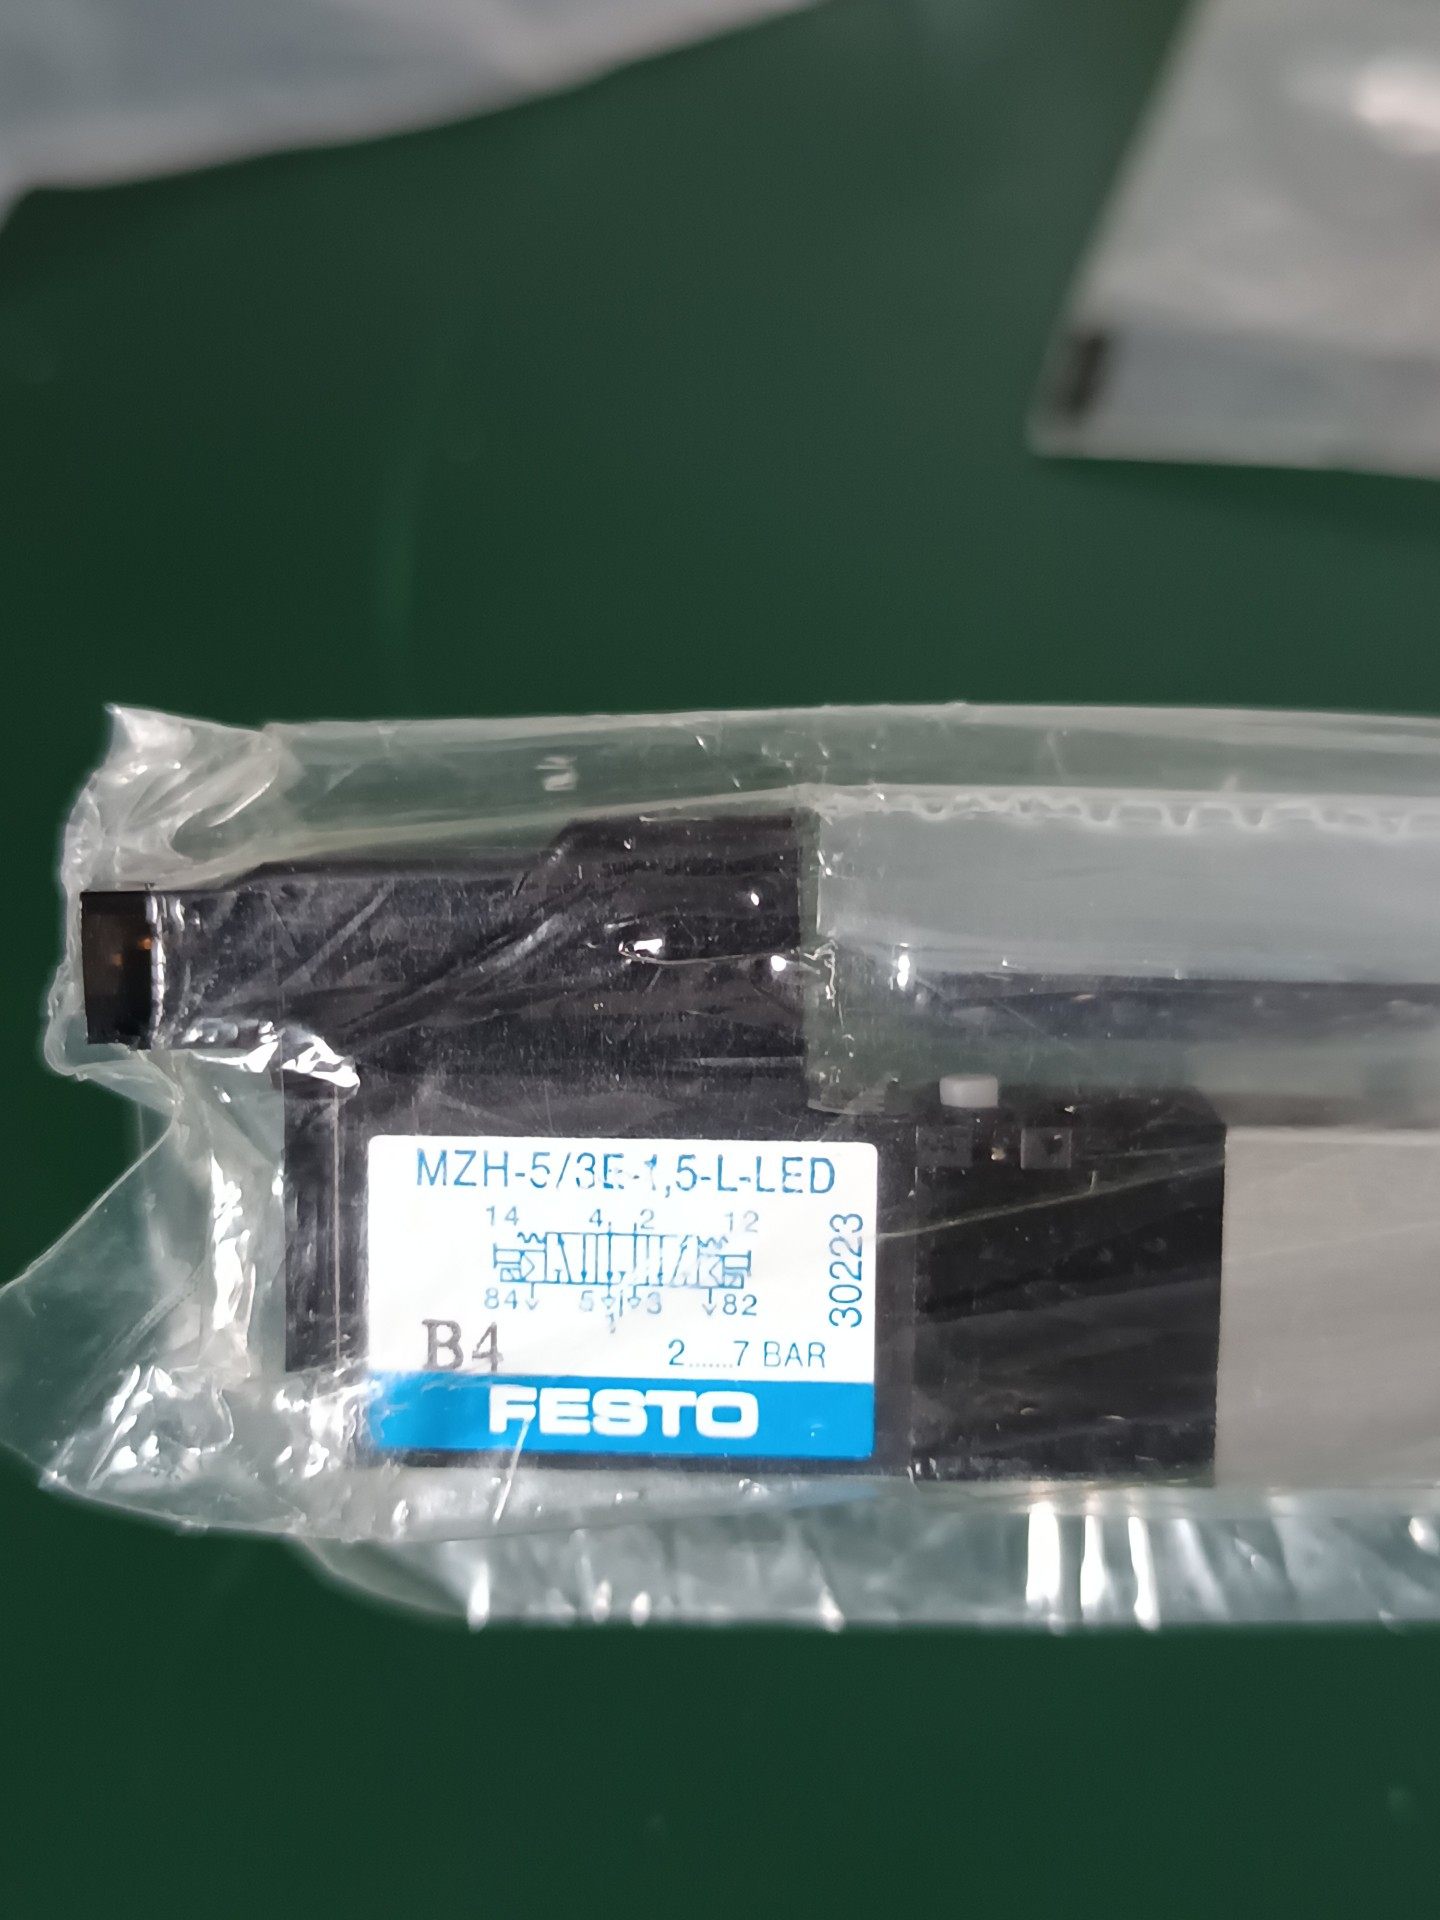 MZH-5/3E-1,5-L-LED
14 4 2 12
84 5 3 82
1
30223
B4
2.......7 BAR
FESTO